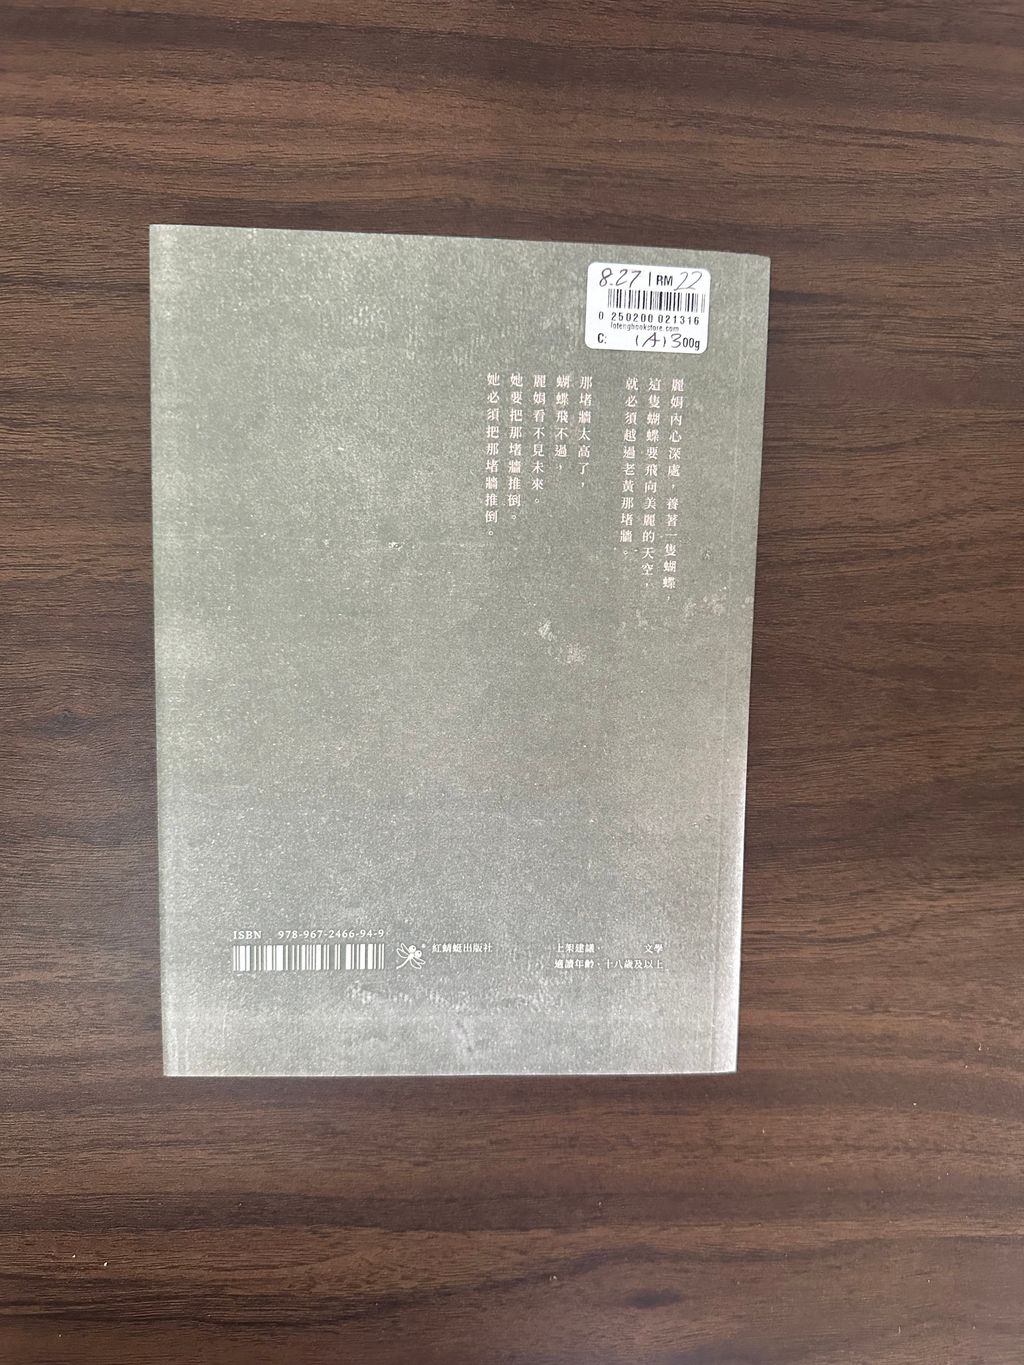 8.27 | RM 22
0 250200 021316
lotengbookstore.com
C: (A) 300g
麗娟內心深處，養著一隻蝴蝶，
這隻蝴蝶要飛向美麗的天空，
就必須越過老黃那堵牆。
那堵牆太高了，
蝴蝶飛不過，
麗娟看不見未來。
她要把那堵牆推倒。
她必須把那堵牆推倒。
ISBN 978-967-2466-94-9
紅蜻蜓出版社
上架建議· 文學
適讀年齡· 十八歲及以上